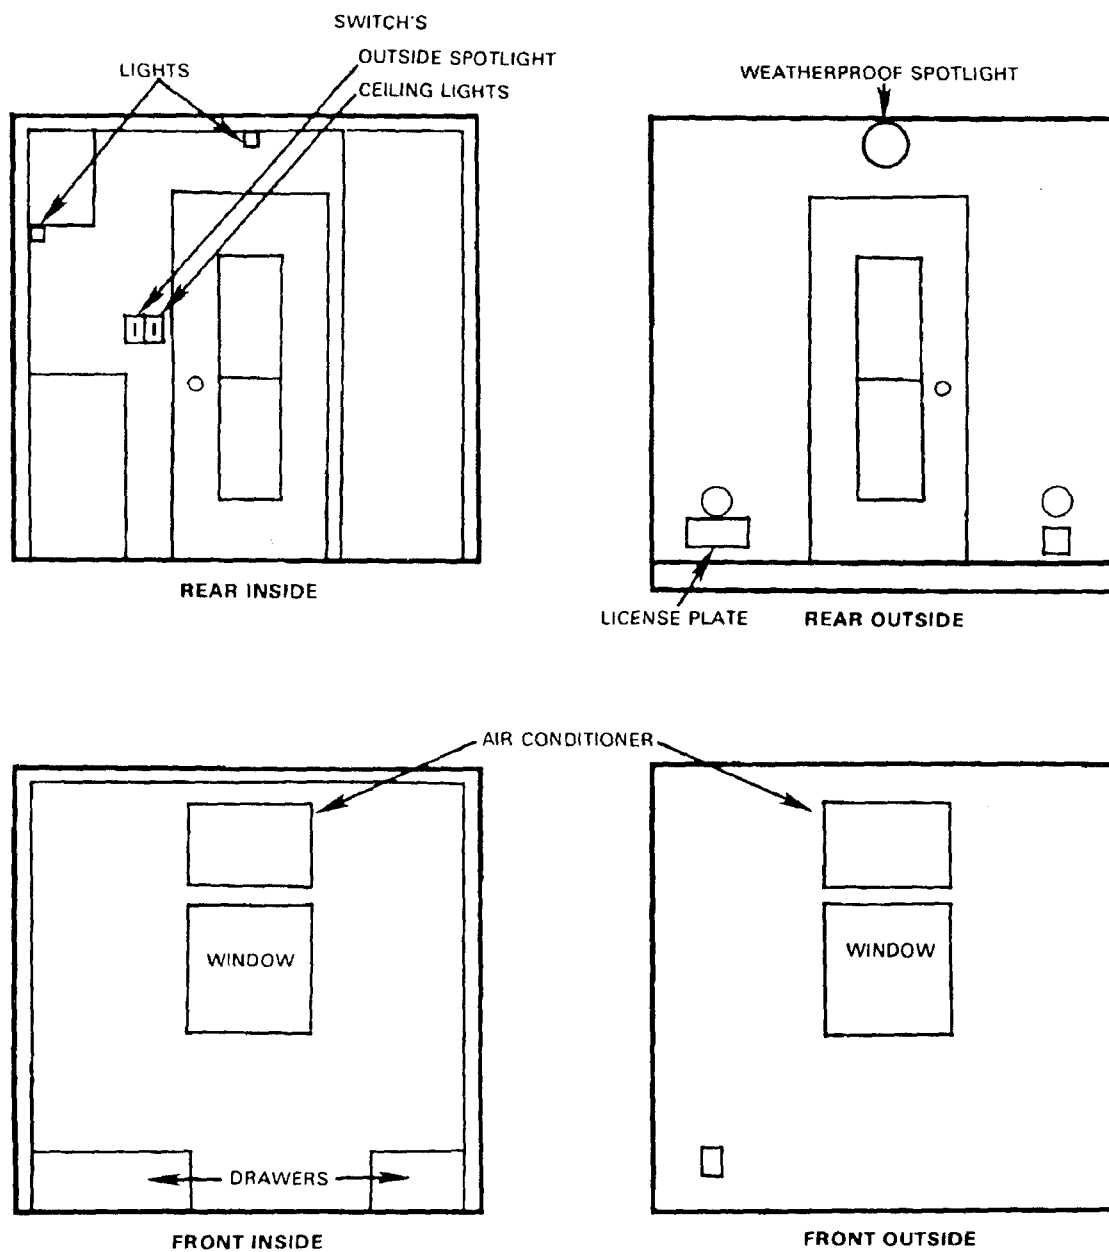 SWITCH'S
OUTSIDE SPOTLIGHT
CEILING LIGHTS
LIGHTS
WEATHERPROOF SPOTLIGHT
REAR INSIDE
LICENSE PLATE
REAR OUTSIDE
AIR CONDITIONER
WINDOW
WINDOW
DRAWERS
FRONT INSIDE
FRONT OUTSIDE